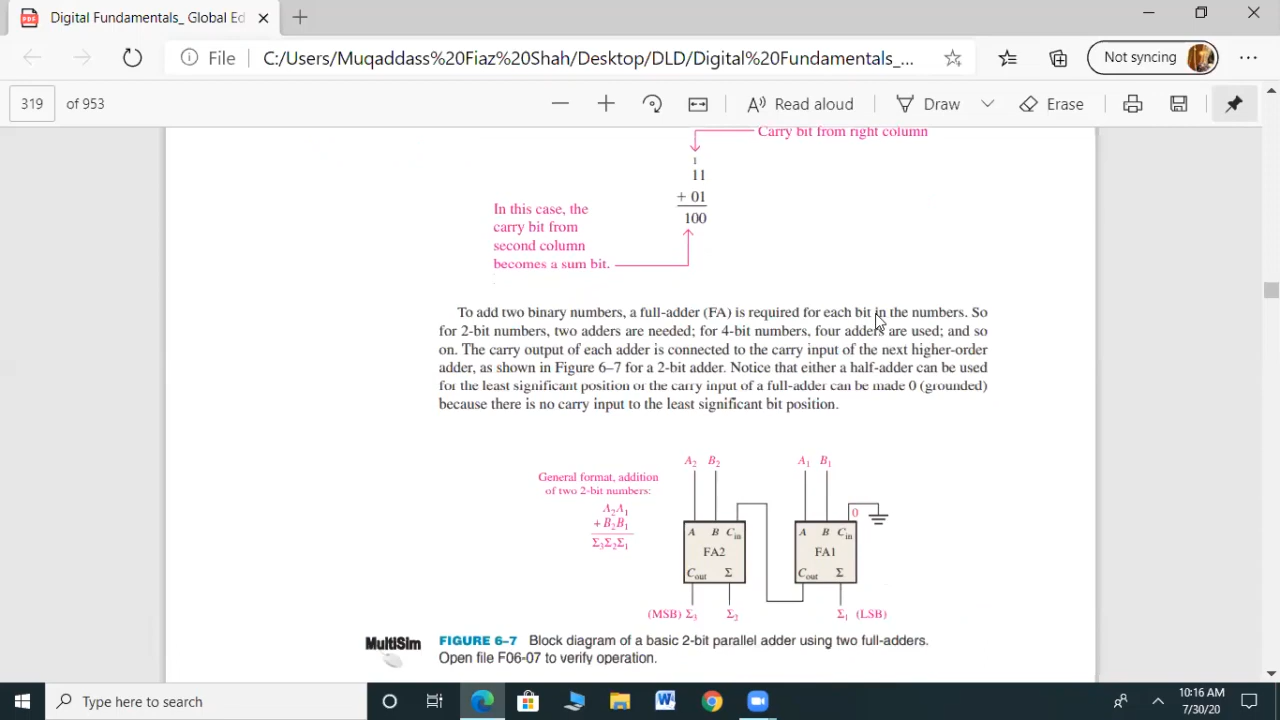 Digital Fundamentals_ Global Ed
File C:/Users/Muqaddass%20Fiaz%20Shah/Desktop/DLD/Digital%20Fundamentals_... Not syncing
319 of 953 Read aloud Draw Erase
Carry bit from right column
1
11
+ 01
100
In this case, the
carry bit from
second column
becomes a sum bit.
To add two binary numbers, a full-adder (FA) is required for each bit in the numbers. So
for 2-bit numbers, two adders are needed; for 4-bit numbers, four adders are used; and so
on. The carry output of each adder is connected to the carry input of the next higher-order
adder, as shown in Figure 6–7 for a 2-bit adder. Notice that either a half-adder can be used
for the least significant position or the carry input of a full-adder can be made 0 (grounded)
because there is no carry input to the least significant bit position.
General format, addition
of two 2-bit numbers:
A₂A₁
+ B₂B₁
Σ₃Σ₂Σ₁
A₂ B₂ A₁ B₁
0
A B Cin A B Cin
FA2 FA1
Cout Σ Cout Σ
(MSB) Σ₃ Σ₂ Σ₁ (LSB)
MultiSim
FIGURE 6–7 Block diagram of a basic 2-bit parallel adder using two full-adders.
Open file F06-07 to verify operation.
Type here to search
10:16 AM
7/30/20